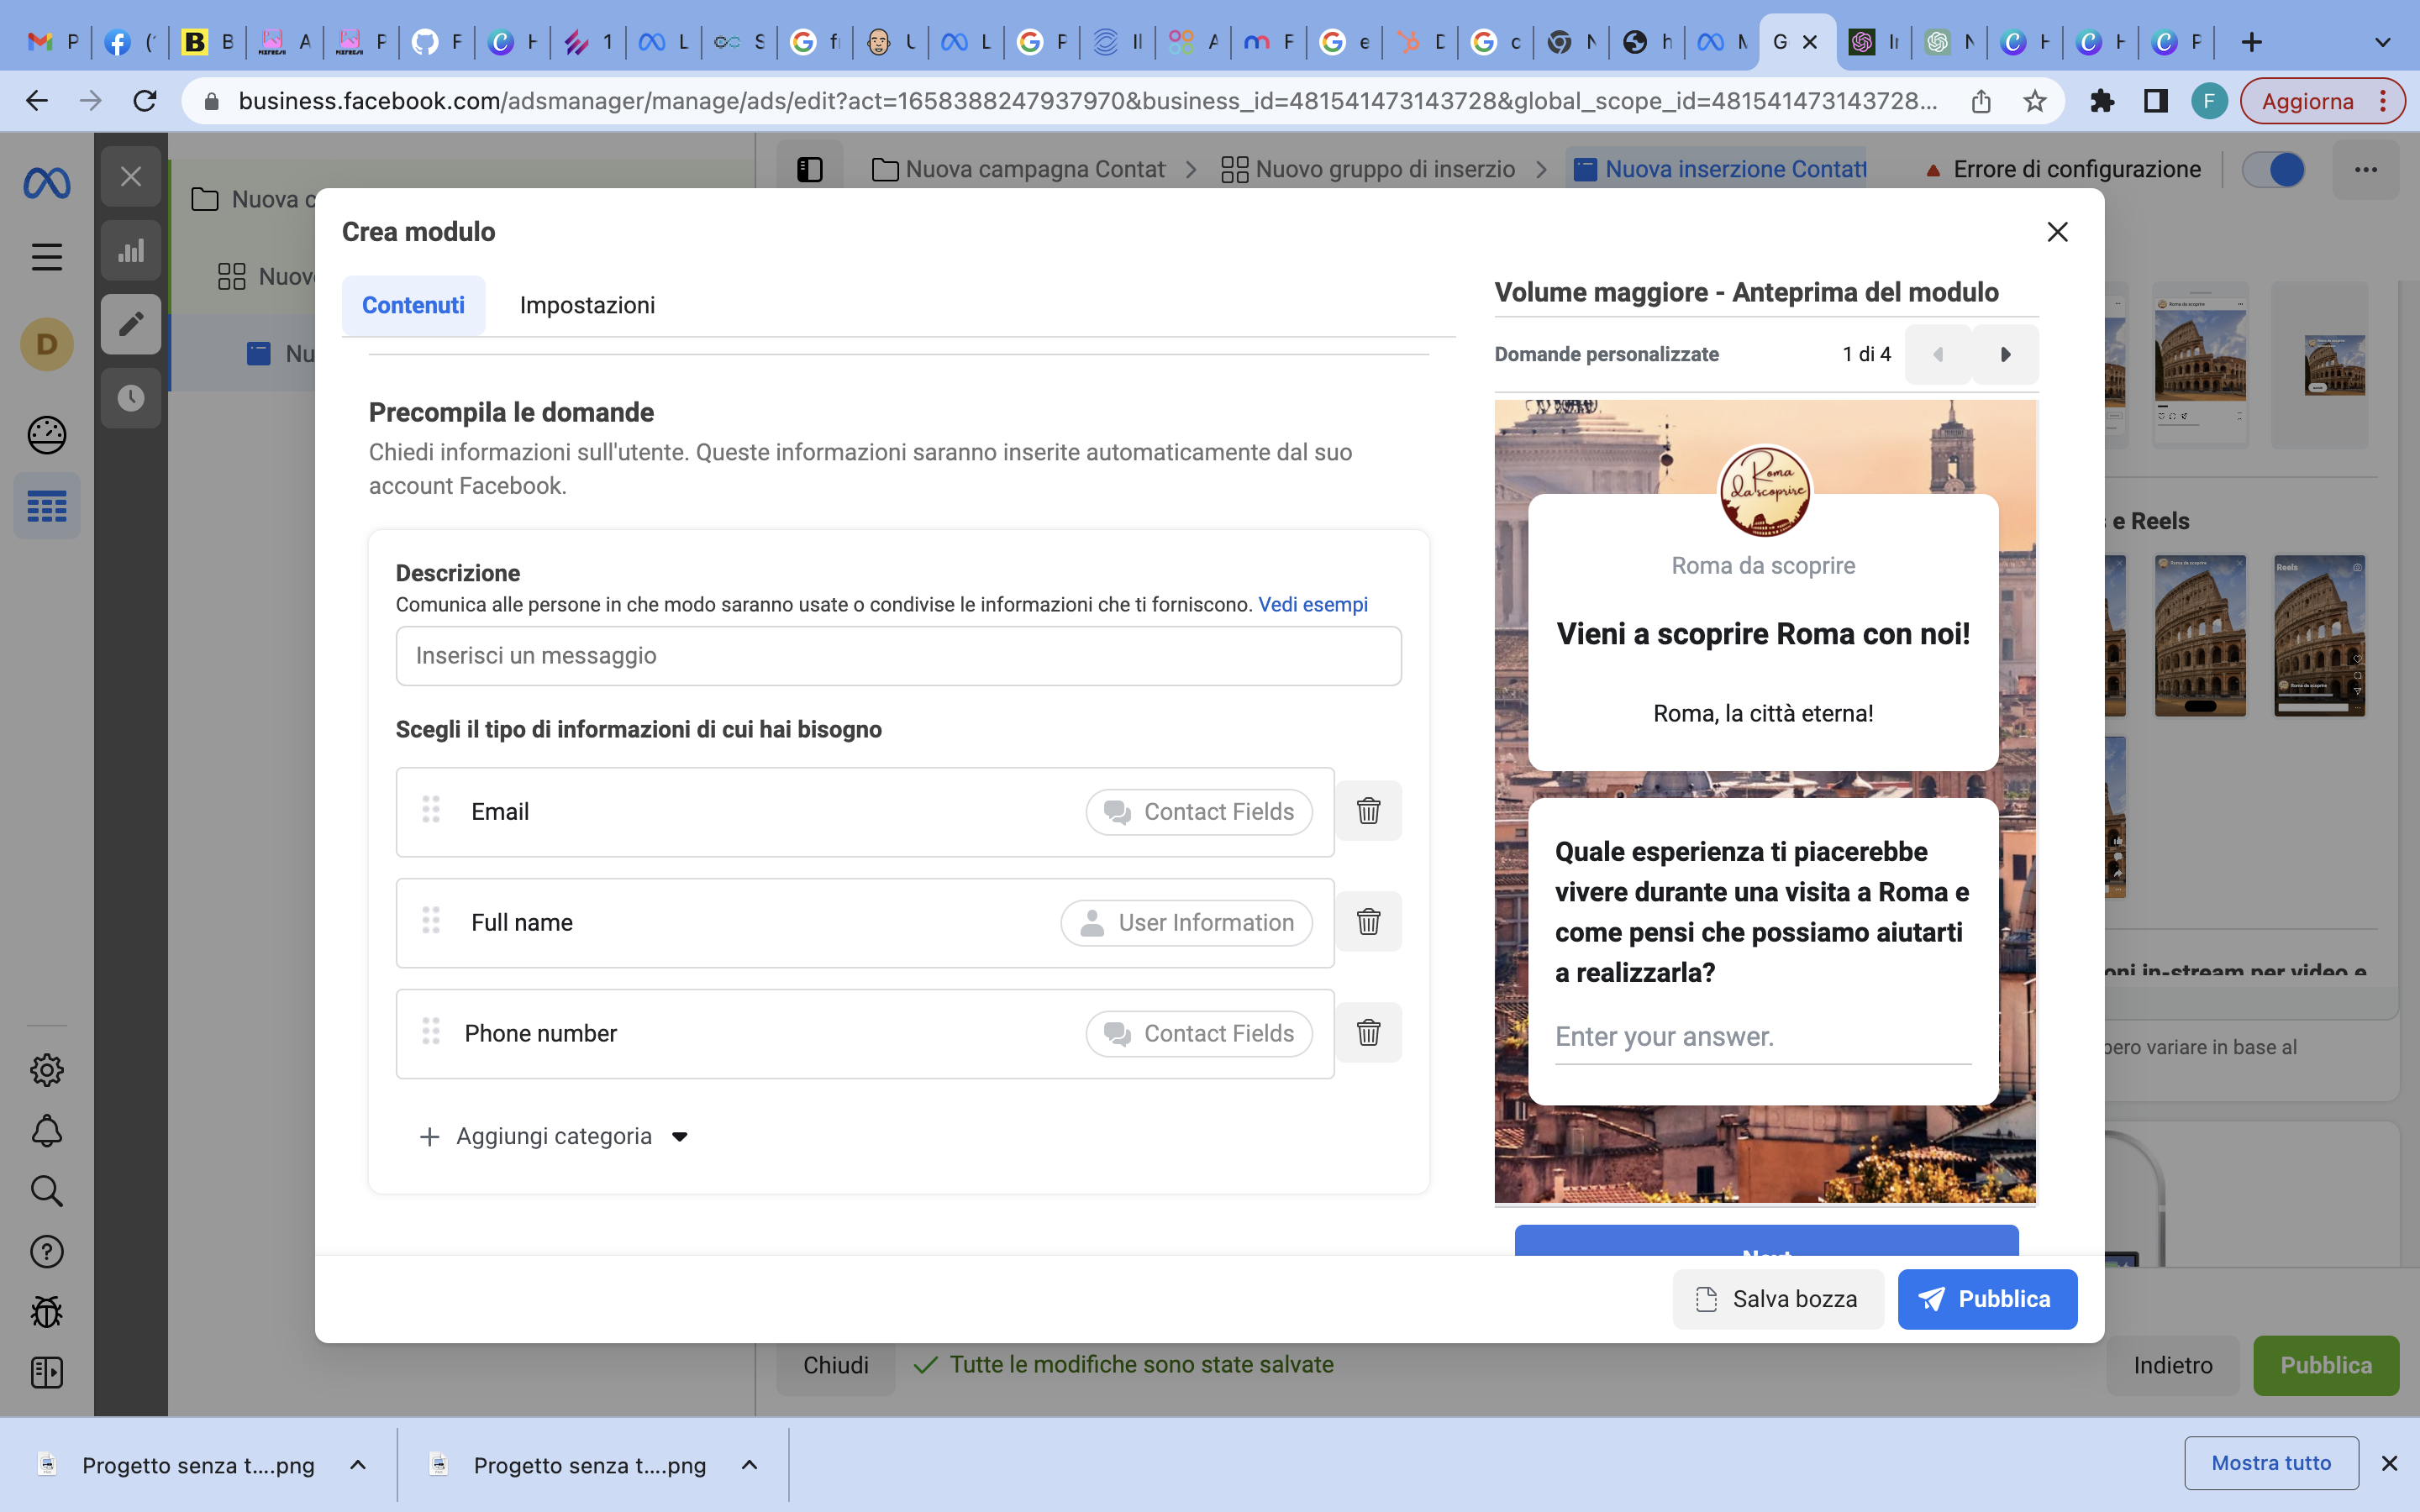 P
(
B
B
A
P
F
H
1
L
S
f
U
L
P
Il
A
F
e
D
c
N
h
M
G
Ir
N
H
H
P
business.facebook.com/adsmanager/manage/ads/edit?act=1658388247937970&business_id=481541473143728&global_scope_id=481541473143728...
F
Aggiorna
Nuova c
Nuov
Nu
D
Nuova campagna Contat
Nuovo gruppo di inserzio
Nuova inserzione Contatt
Errore di configurazione
Crea modulo
Contenuti
Impostazioni
Precompila le domande
Chiedi informazioni sull'utente. Queste informazioni saranno inserite automaticamente dal suo
account Facebook.
Descrizione
Comunica alle persone in che modo saranno usate o condivise le informazioni che ti forniscono. Vedi esempi
Inserisci un messaggio
Scegli il tipo di informazioni di cui hai bisogno
Email
Contact Fields
Full name
User Information
Phone number
Contact Fields
Aggiungi categoria
Volume maggiore - Anteprima del modulo
Domande personalizzate
1 di 4
Roma
da scoprire
Roma da scoprire
Vieni a scoprire Roma con noi!
Roma, la città eterna!
Quale esperienza ti piacerebbe
vivere durante una visita a Roma e
come pensi che possiamo aiutarti
a realizzarla?
Enter your answer.
Next
Salva bozza
Pubblica
e Reels
Reels
oni in-stream per video e
bero variare in base al
Chiudi
Tutte le modifiche sono state salvate
Indietro
Pubblica
Progetto senza t....png
Progetto senza t....png
Mostra tutto